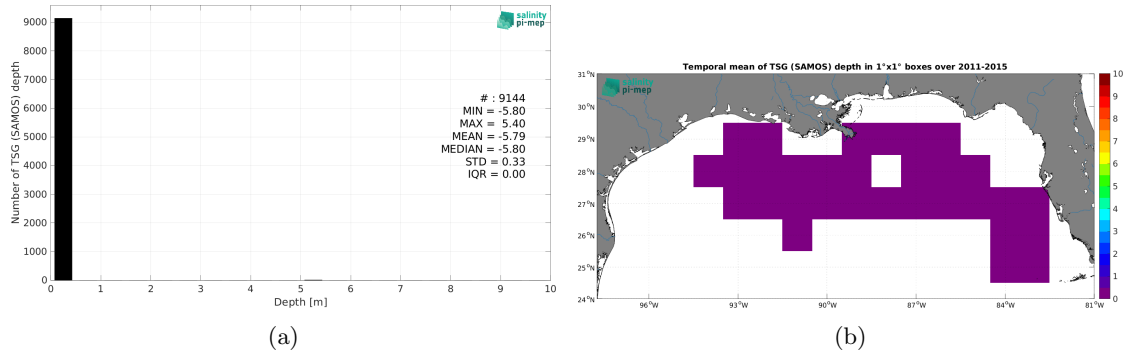 9000
8000
7000
6000
5000
4000
3000
2000
1000
0
Number of TSG (SAMOS) depth
salinity
pi-mep
# : 9144
MIN = -5.80
MAX = 5.40
MEAN = -5.79
MEDIAN = -5.80
STD = 0.33
IQR = 0.00
0 1 2 3 4 5 6 7 8 9 10
Depth [m]
(a)
Temporal mean of TSG (SAMOS) depth in 1°x1° boxes over 2011-2015
salinity
pi-mep
31°N
30°N
29°N
28°N
27°N
26°N
25°N
24°N
96°W 93°W 90°W 87°W 84°W 81°W
10
9
8
7
6
5
4
3
2
1
0
(b)